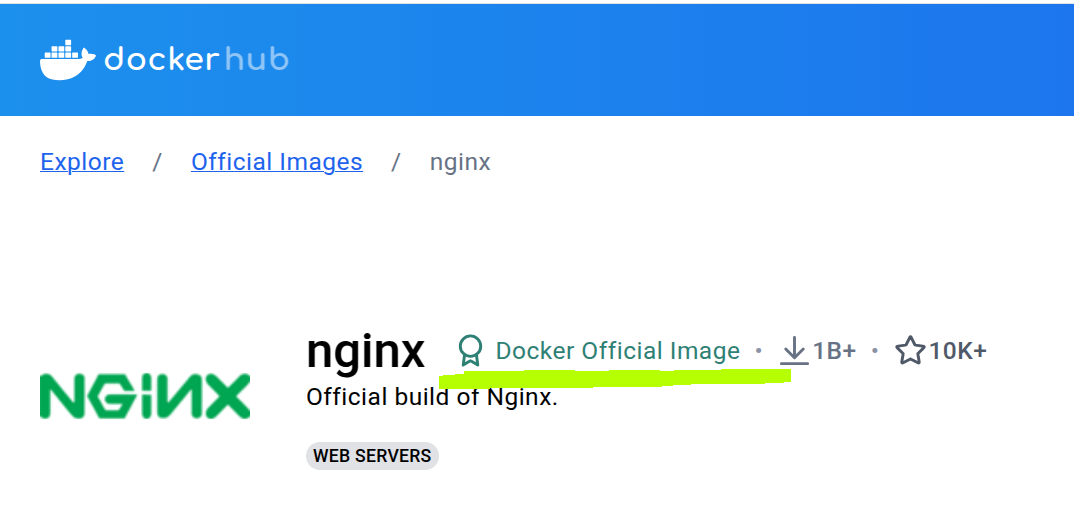 dockerhub
Explore / Official Images / nginx
NGINX
nginx Docker Official Image • 1B+ • 10K+
Official build of Nginx.
WEB SERVERS